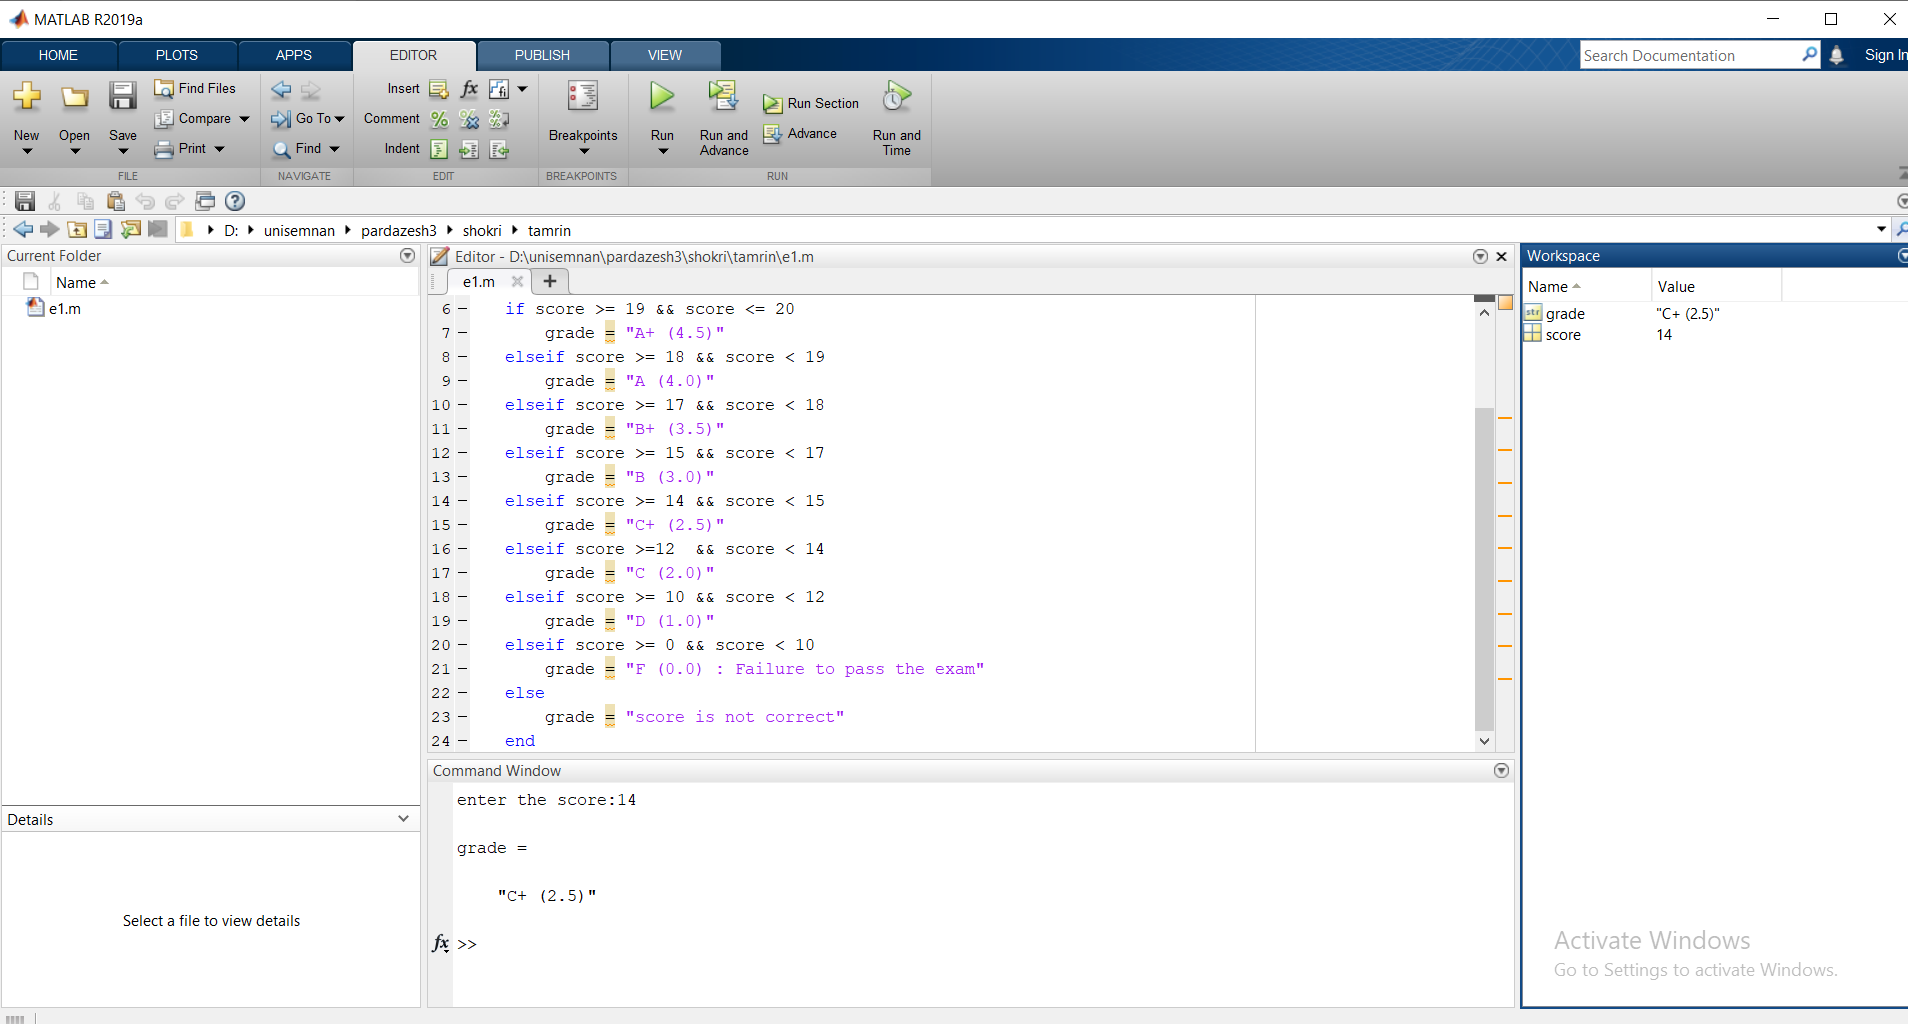 MATLAB R2019a
HOME PLOTS APPS EDITOR PUBLISH VIEW
Search Documentation
Sign In
New
Open
Save
Find Files
Compare
Print
FILE
Go To
Find
NAVIGATE
Insert
Comment
Indent
EDIT
Breakpoints
BREAKPOINTS
Run
Run and
Advance
Run Section
Advance
Run and
Time
RUN
D: unisemnan pardazesh3 shokri tamrin
Current Folder
Name
e1.m
Details
Select a file to view details
Editor - D:\unisemnan\pardazesh3\shokri\tamrin\e1.m
e1.m
6 – if score >= 19 && score <= 20
7 – grade = "A+ (4.5)"
8 – elseif score >= 18 && score < 19
9 – grade = "A (4.0)"
10 – elseif score >= 17 && score < 18
11 – grade = "B+ (3.5)"
12 – elseif score >= 15 && score < 17
13 – grade = "B (3.0)"
14 – elseif score >= 14 && score < 15
15 – grade = "C+ (2.5)"
16 – elseif score >=12  && score < 14
17 – grade = "C (2.0)"
18 – elseif score >= 10 && score < 12
19 – grade = "D (1.0)"
20 – elseif score >= 0 && score < 10
21 – grade = "F (0.0) : Failure to pass the exam"
22 – else
23 – grade = "score is not correct"
24 – end
Command Window
enter the score:14
grade =
"C+ (2.5)"
fx >>
Workspace
Name Value
grade "C+ (2.5)"
score 14
Activate Windows
Go to Settings to activate Windows.